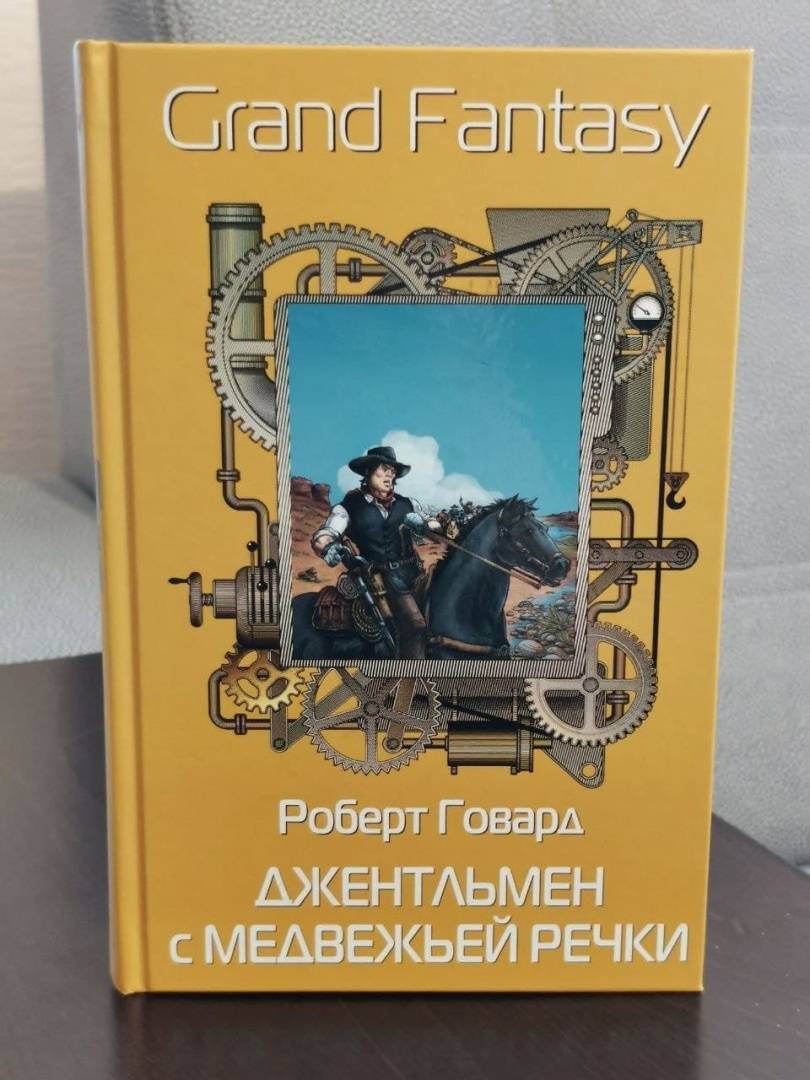 Grand Fantasy
Роберт Говард
ДЖЕНТЛЬМЕН
с МЕДВЕЖЬЕЙ РЕЧКИ